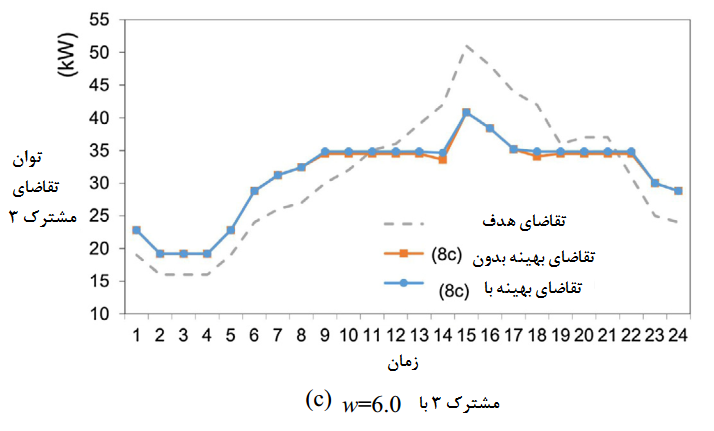 55
50
45
40
35
30
25
20
15
10
(kW)
توان
تقاضای
مشترک ۳
تقاضای هدف
تقاضای بهینه بدون (8c)
تقاضای بهینه با (8c)
1 2 3 4 5 6 7 8 9 10 11 12 13 14 15 16 17 18 19 20 21 22 23 24
زمان
(c) مشترک ۳ با w=6.0